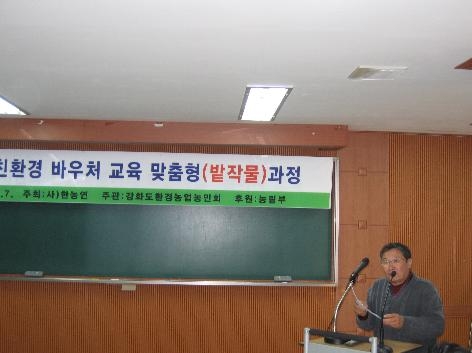 친환경 바우처 교육 맞춤형(밭작물)과정
.7. 주최:사)한농연 주관:강화도환경농업농민회 후원:농림부